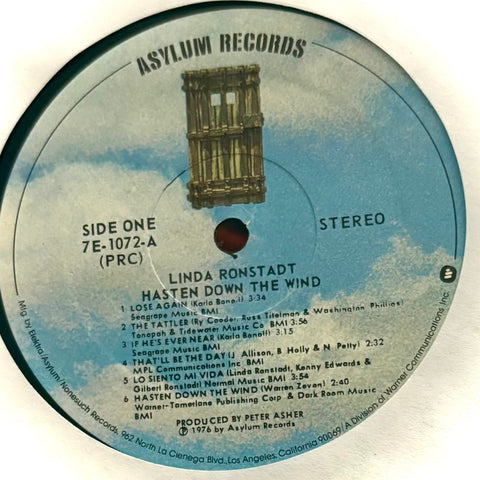 ASYLUM RECORDS
SIDE ONE
7E-1072-A
(PRC)
STEREO
LINDA RONSTADT
HASTEN DOWN THE WIND
1 LOSE AGAIN (Karla Bonoff) 3:34
Seagrape Music BMI
2 THE TATTLER (Ry Cooder, Russ Titelman & Washington Phillips)
Tonopah & Tidewater Music Co BMI 3:56
3 IF HE'S EVER NEAR (Karla Bonoff) 3:15
Seagrape Music BMI
4 THAT'LL BE THE DAY (J Allison, B Holly & N Petty) 2:32
MPL Communications Inc BMI
5 LO SIENTO MI VIDA (Linda Ronstadt, Kenny Edwards &
Gilbert Ronstadt) Normal Music BMI 3:54
6 HASTEN DOWN THE WIND (Warren Zevon) 2:40
Warner-Tamerlane Publishing Corp & Dark Room Music
BMI
PRODUCED BY PETER ASHER
℗ 1976 by Asylum Records
Mfg by Elektra/Asylum/Nonesuch Records, 962 North La Cienega Blvd., Los Angeles, California 90069/A Division of Warner Communications Inc